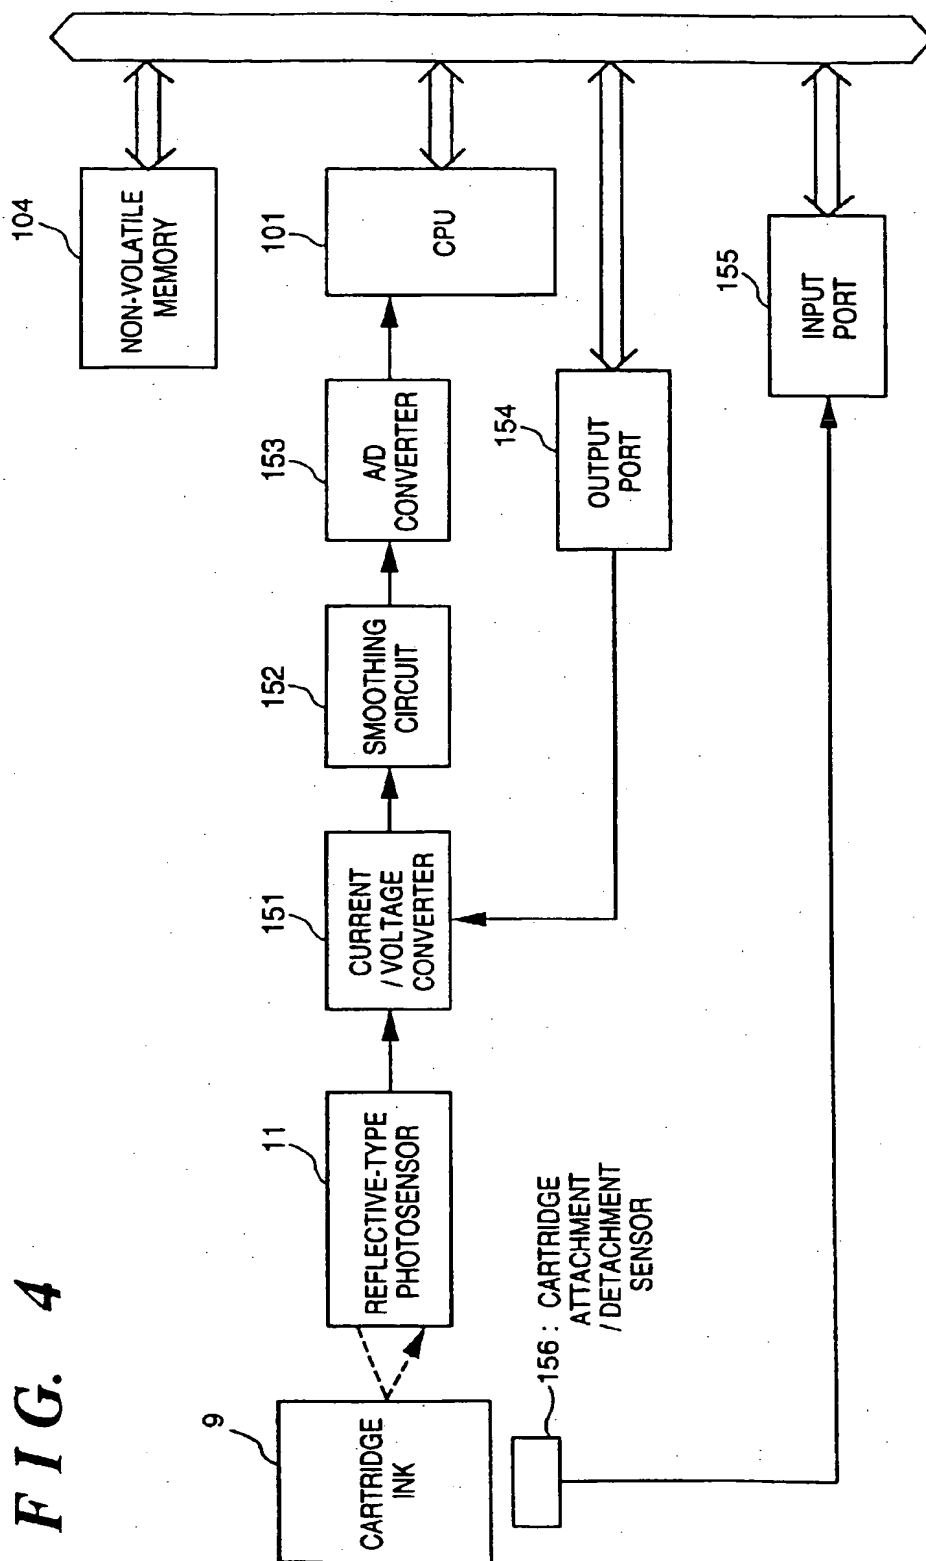 FIG. 4
9
CARTRIDGE
INK
156 : CARTRIDGE
ATTACHMENT
/ DETACHMENT
SENSOR
11
REFLECTIVE-TYPE
PHOTOSENSOR
151
CURRENT
/ VOLTAGE
CONVERTER
152
SMOOTHING
CIRCUIT
153
A/D
CONVERTER
101
CPU
104
NON-VOLATILE
MEMORY
154
OUTPUT
PORT
155
INPUT
PORT